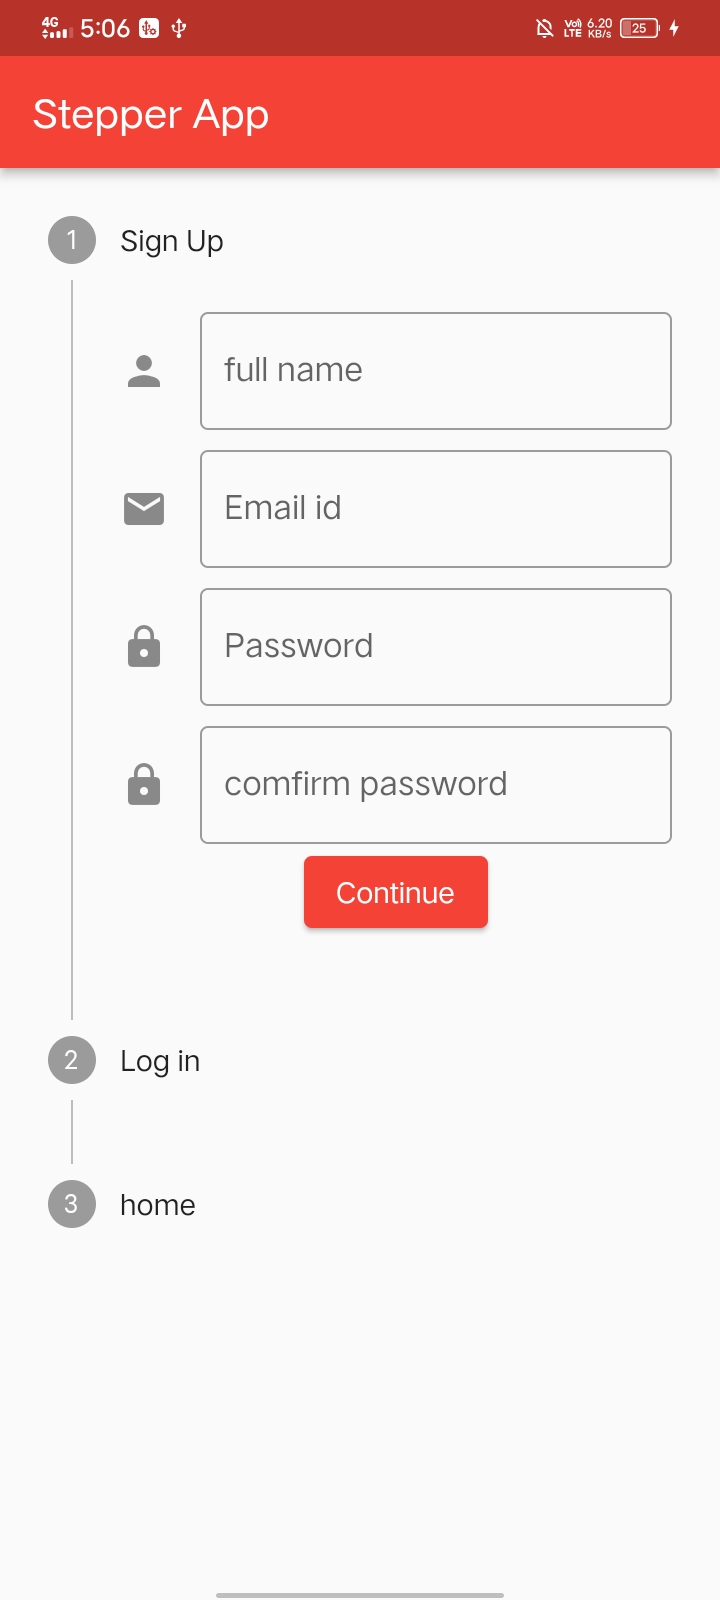 4G 5:06 Vo) LTE 6.20 KB/s 25
Stepper App
1 Sign Up
full name
Email id
Password
comfirm password
Continue
2 Log in
3 home